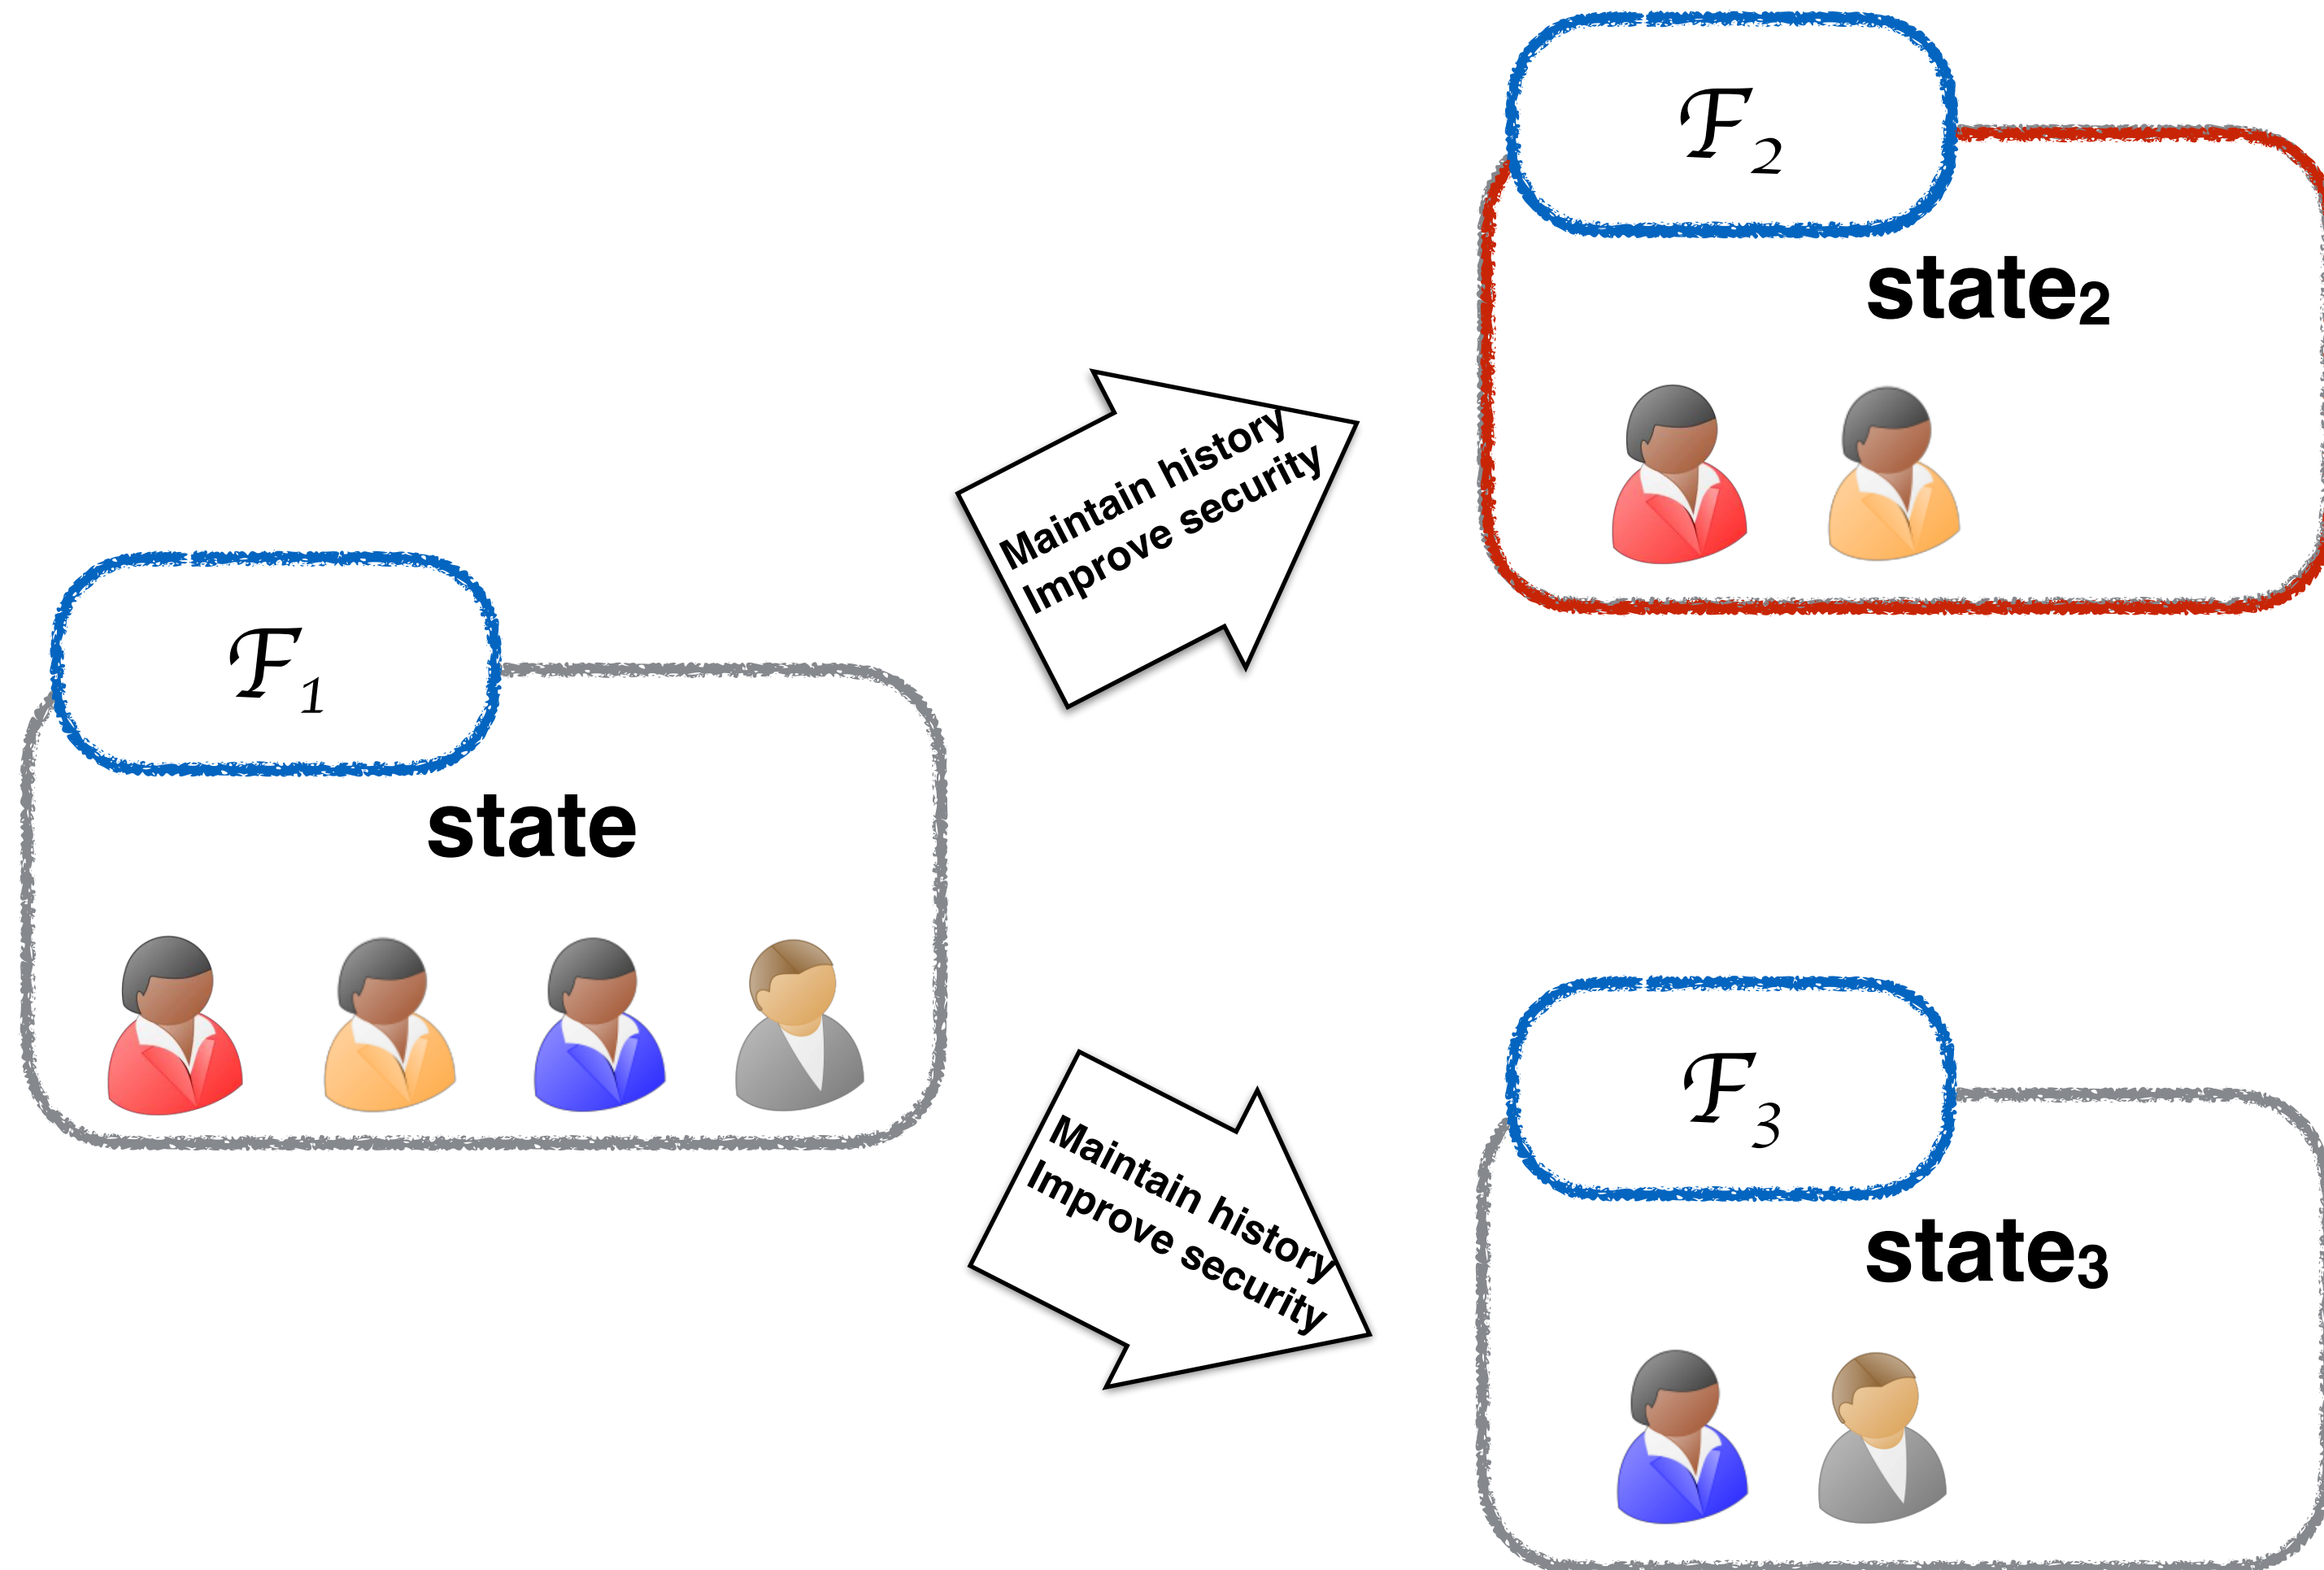 ℱ₁
state
Maintain history
Improve security
ℱ₂
state₂
Maintain history
Improve security
ℱ₃
state₃